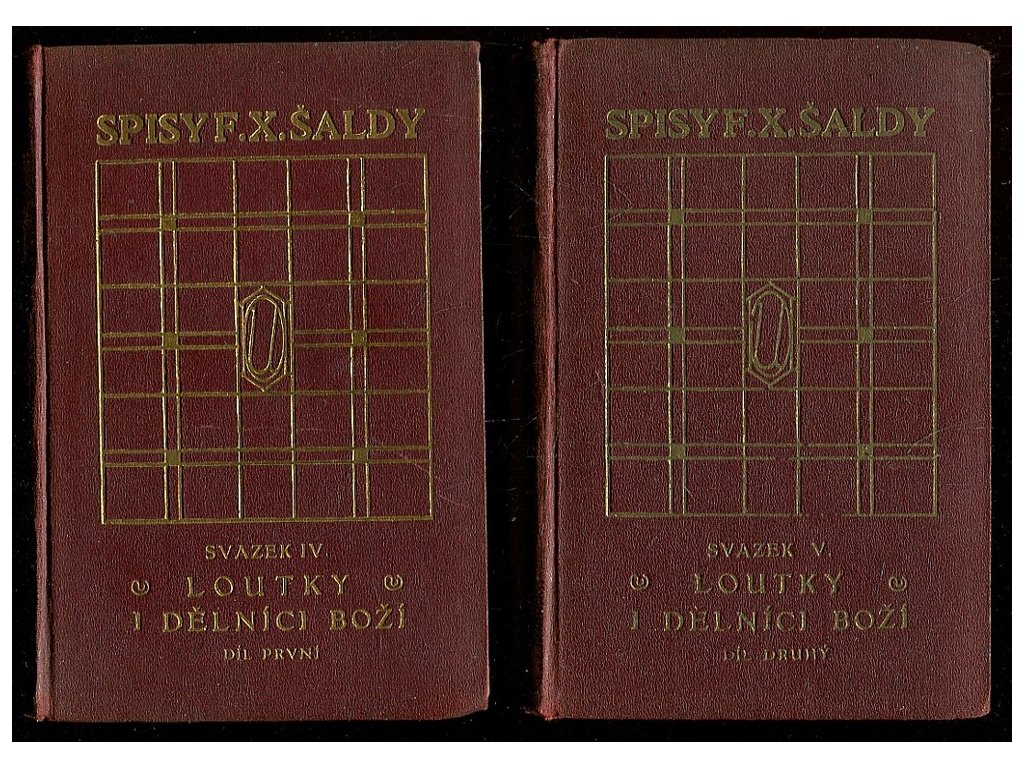 SPISY F. X. ŠALDY
SVAZEK IV.
LOUTKY
I DĚLNÍCI BOŽÍ
DÍL PRVNÍ
SPISY F. X. ŠALDY
SVAZEK V.
LOUTKY
I DĚLNÍCI BOŽÍ
DÍL DRUHÝ